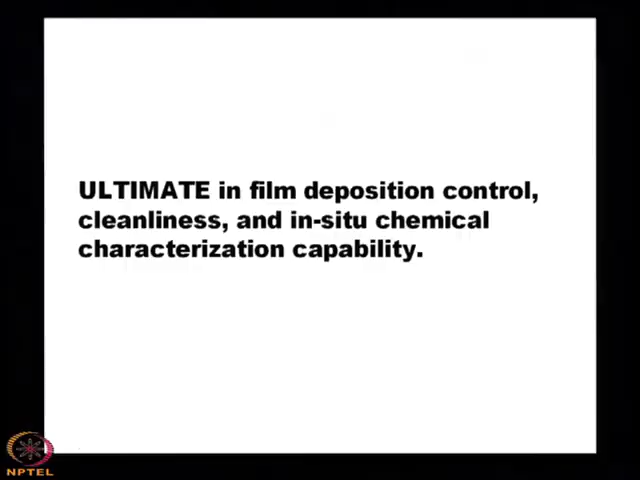 ULTIMATE in film deposition control,
cleanliness, and in-situ chemical
characterization capability.
NPTEL